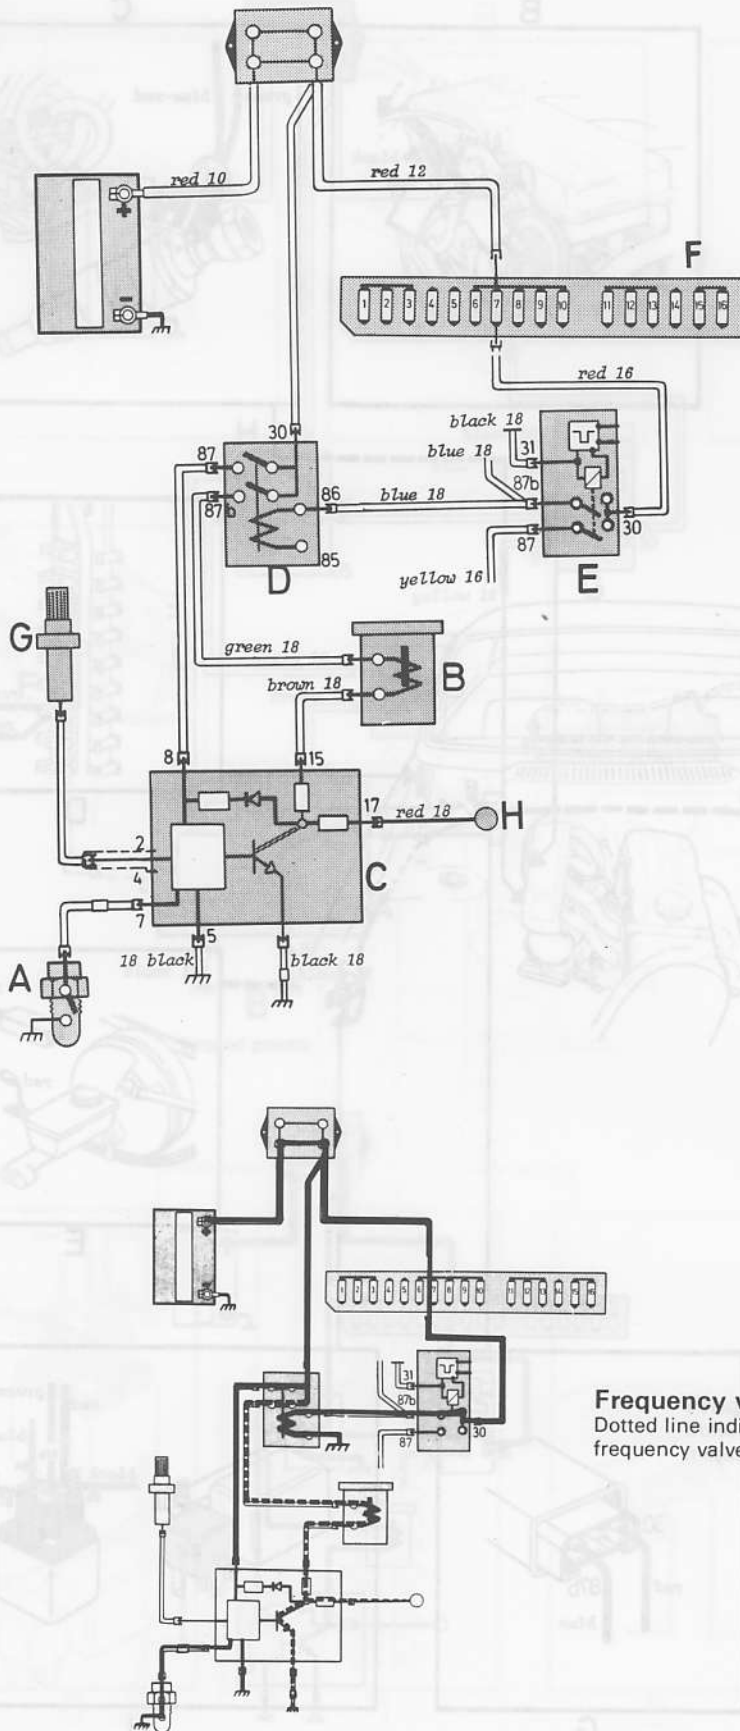 red 10
red 12
+
-
F
1 2 3 4 5 6 7 8 9 10 11 12 13 14 15 16
red 16
black 18
31
blue 18
87b
30
87
86
blue 18
87b
30
87
85
D
E
yellow 16
G
green 18
B
brown 18
8
15
17
red 18
H
2
4
C
7
5
A
18 black
black 18
+
1 2 3 4 5 6 7 8 9 10 11 12 13 14 15 16
31
87b
87
30
Frequency v
Dotted line indi
frequency valve